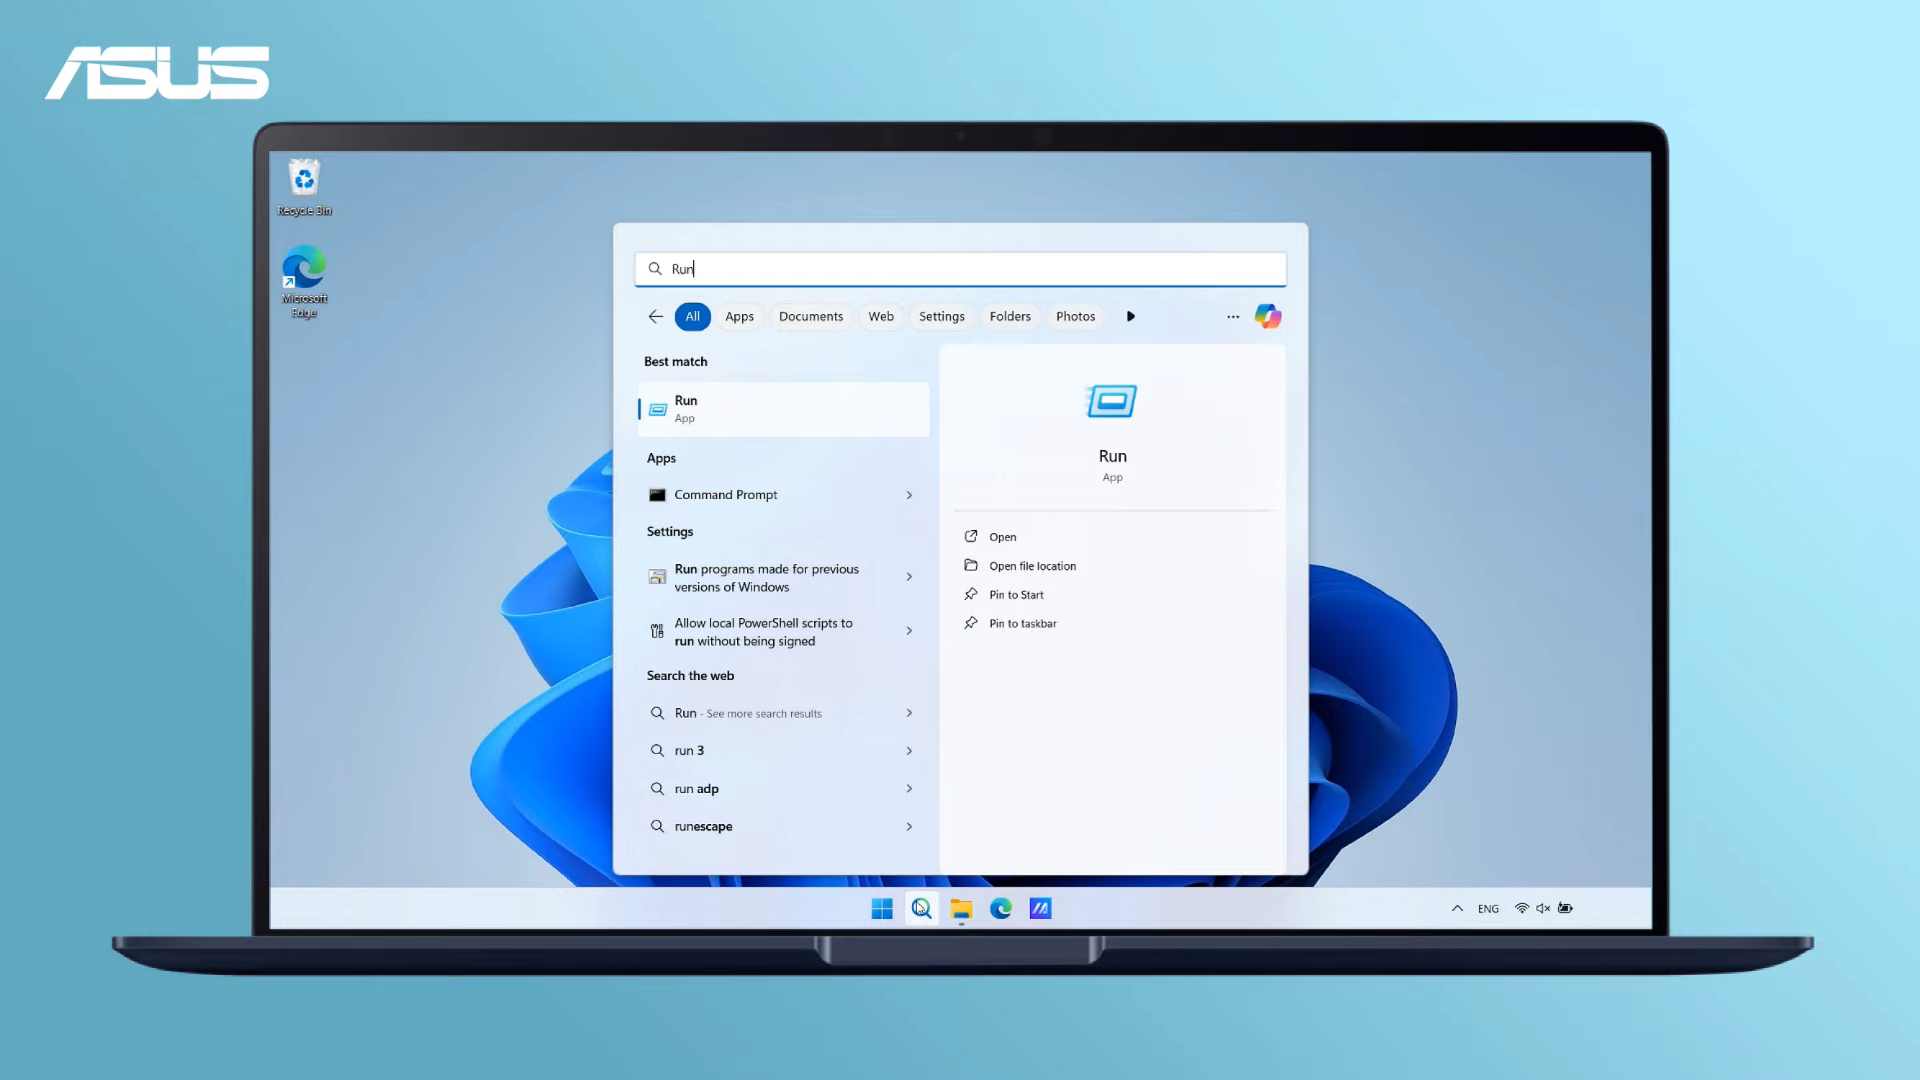 ASUS
Recycle Bin
Microsoft
Edge
Run
All
Apps
Documents
Web
Settings
Folders
Photos
Best match
Run
App
Apps
Command Prompt
Settings
Run programs made for previous
versions of Windows
Allow local PowerShell scripts to
run without being signed
Search the web
Run - See more search results
run 3
run adp
runescape
Run
App
Open
Open file location
Pin to Start
Pin to taskbar
ENG